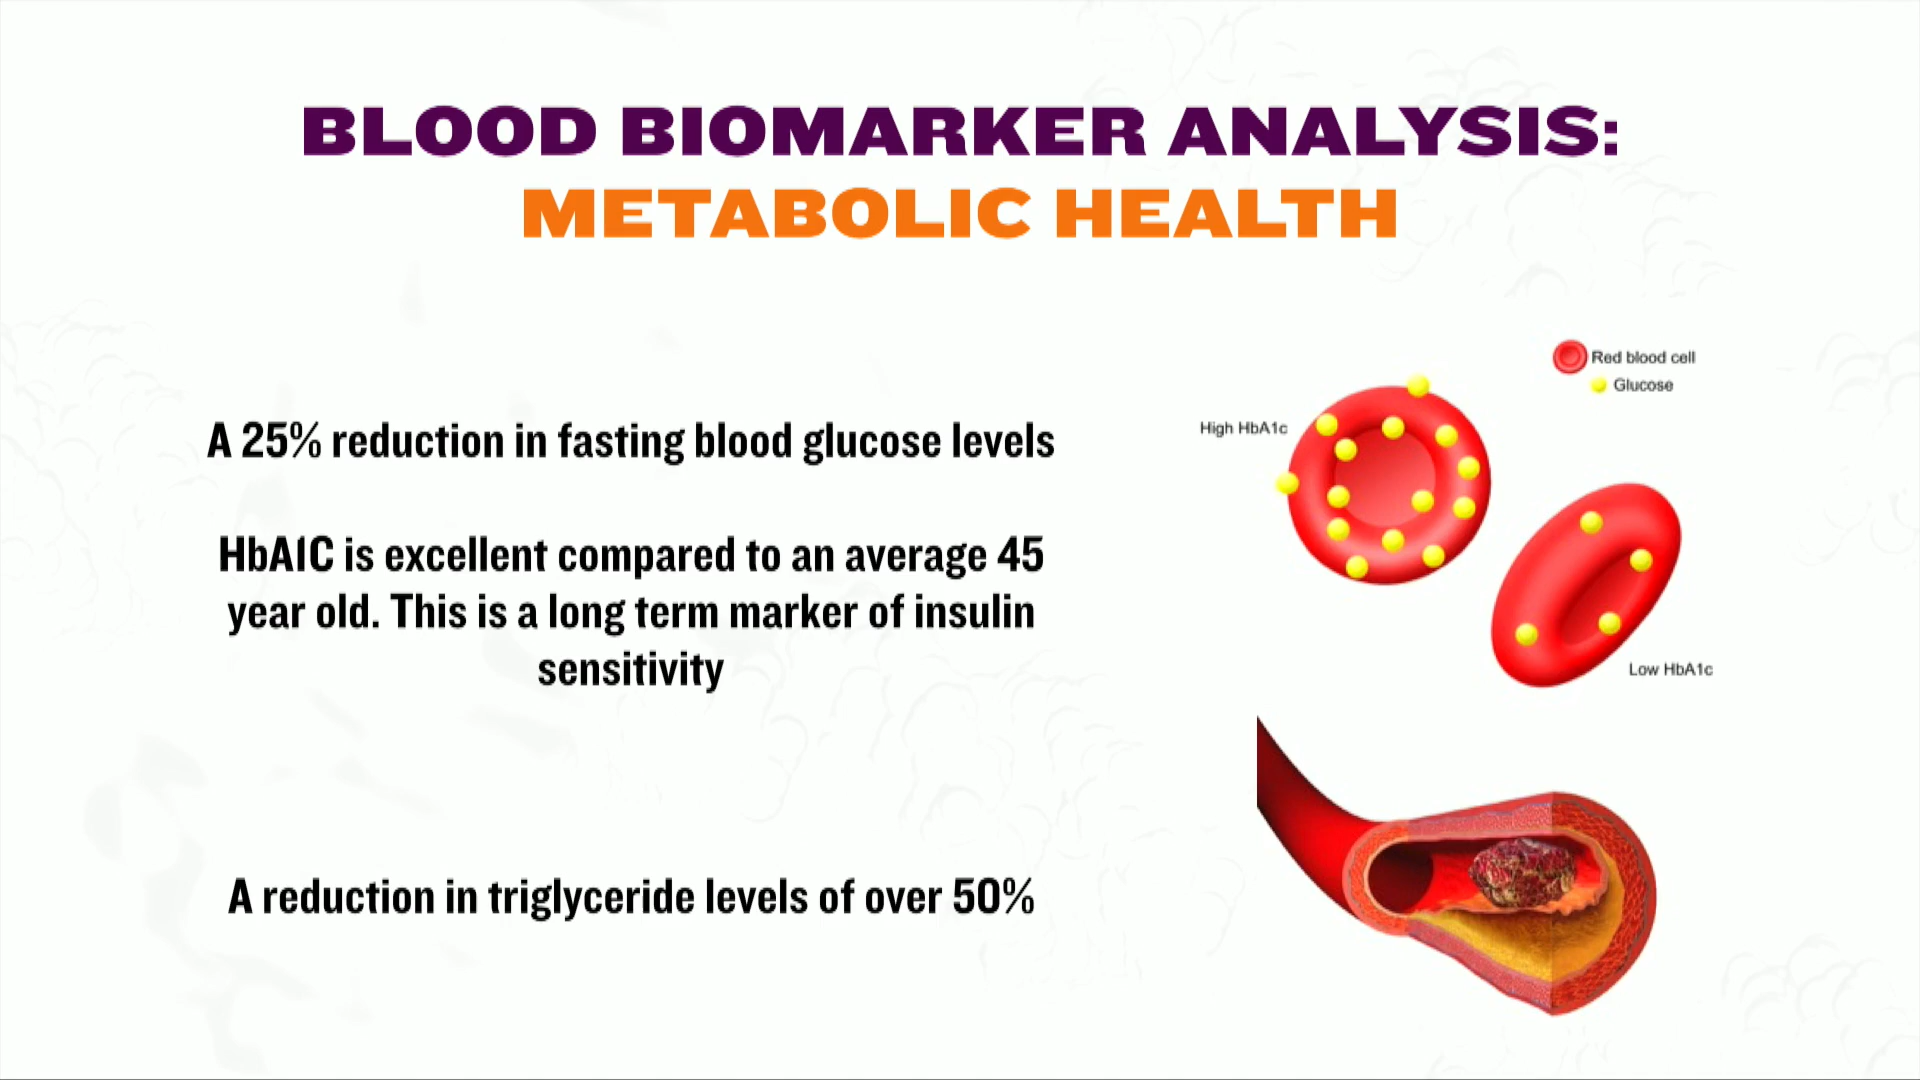 BLOOD BIOMARKER ANALYSIS:
METABOLIC HEALTH
A 25% reduction in fasting blood glucose levels
HbA1C is excellent compared to an average 45
year old. This is a long term marker of insulin
sensitivity
A reduction in triglyceride levels of over 50%
Red blood cell
Glucose
High HbA1c
Low HbA1c